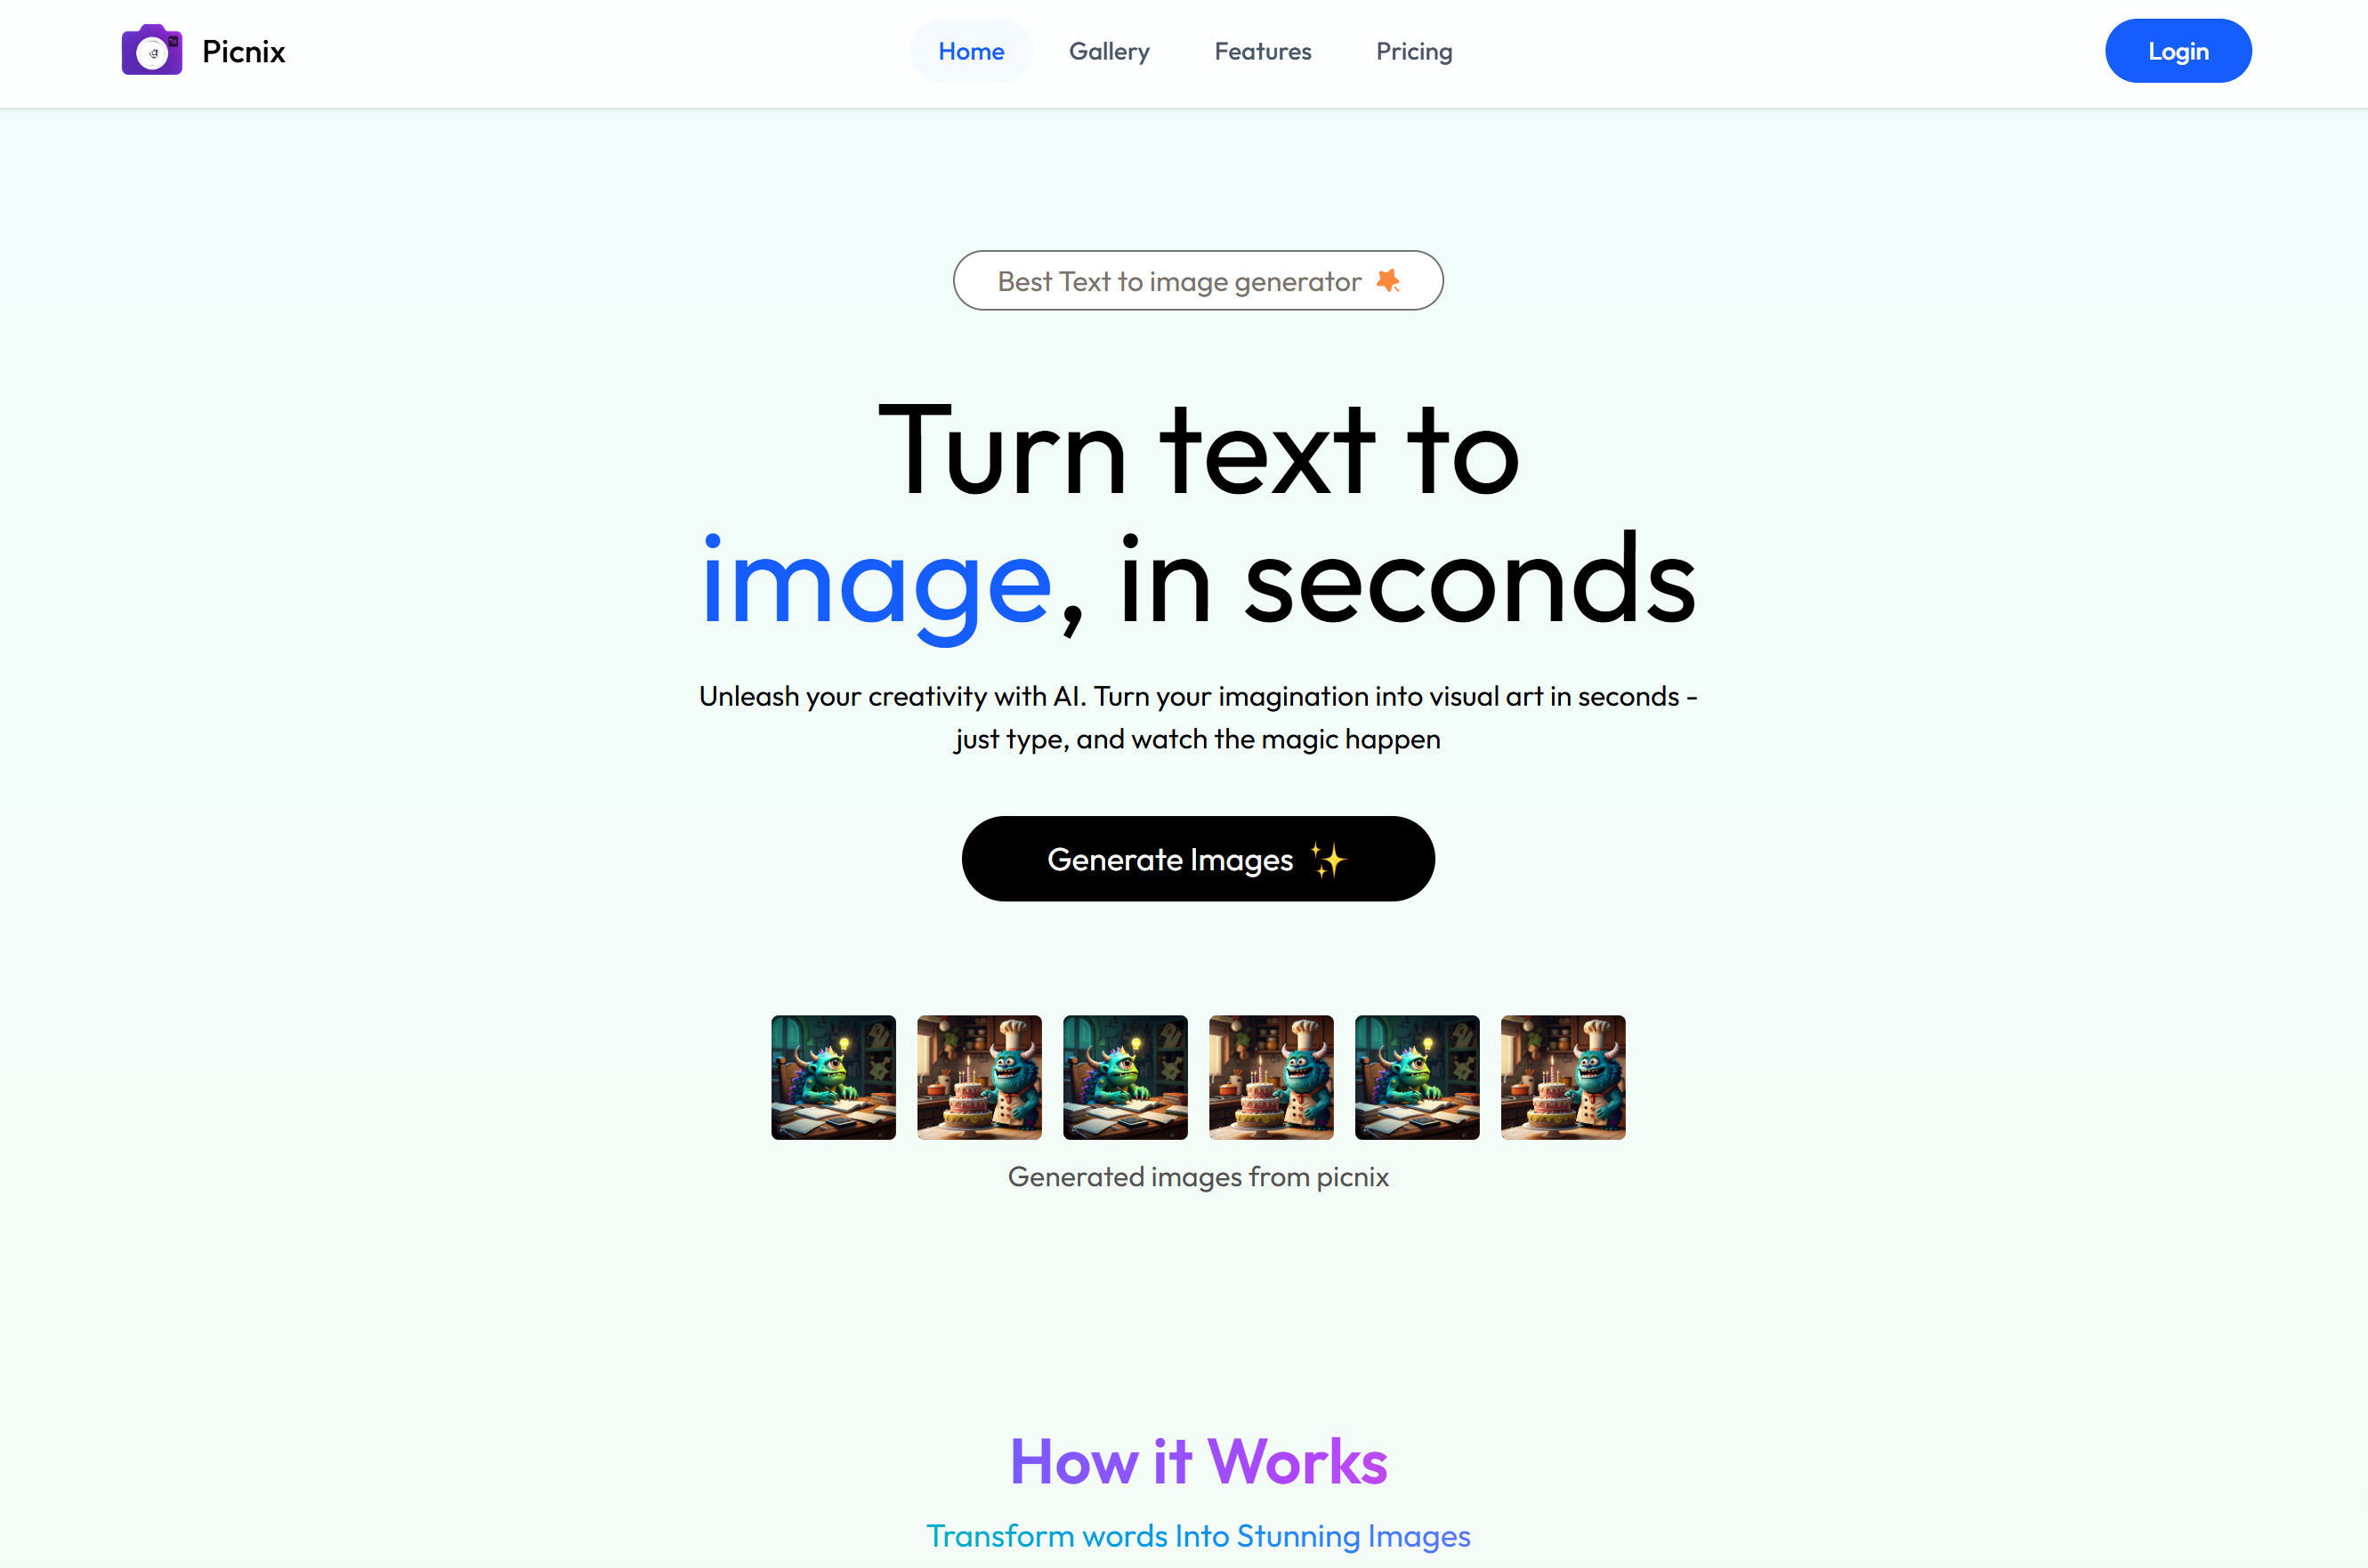 Picnix
Home
Gallery
Features
Pricing
Login
Best Text to image generator
Turn text to
image, in seconds
Unleash your creativity with AI. Turn your imagination into visual art in seconds -
just type, and watch the magic happen
Generate Images ✨
Generated images from picnix
How it Works
Transform words Into Stunning Images